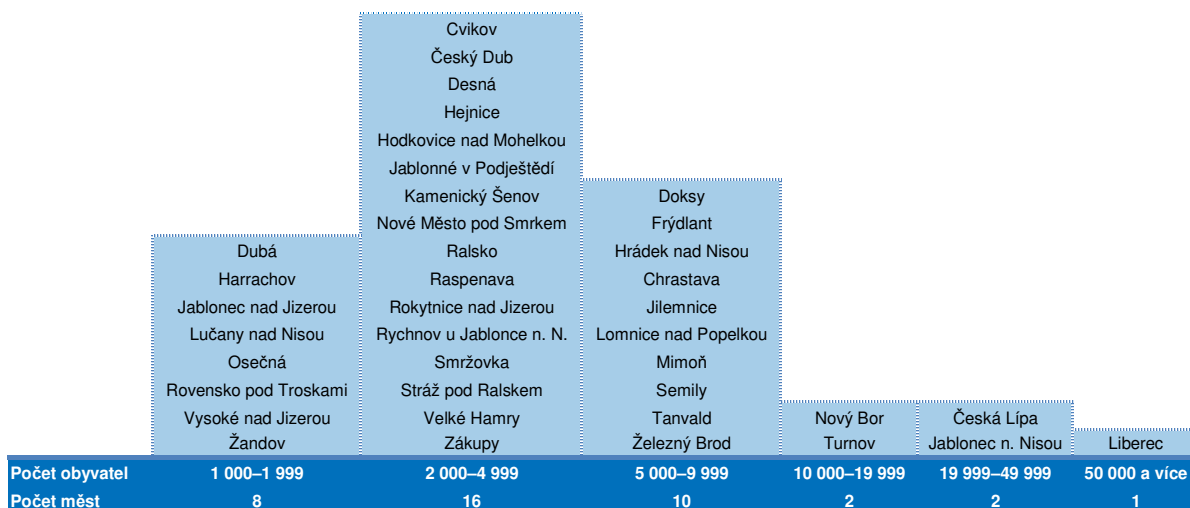 Cvikov
Český Dub
Desná
Hejnice
Hodkovice nad Mohelkou
Jablonné v Podještědí
Kamenický Šenov Doksy
Nové Město pod Smrkem Frýdlant
Dubá Ralsko Hrádek nad Nisou
Harrachov Raspenava Chrastava
Jablonec nad Jizerou Rokytnice nad Jizerou Jilemnice
Lučany nad Nisou Rychnov u Jablonce n. N. Lomnice nad Popelkou
Osečná Smržovka Mimoň
Rovensko pod Troskami Stráž pod Ralskem Semily
Vysoké nad Jizerou Velké Hamry Tanvald Nový Bor Česká Lípa
Žandov Zákupy Železný Brod Turnov Jablonec n. Nisou Liberec
Počet obyvatel 1 000–1 999 2 000–4 999 5 000–9 999 10 000–19 999 19 999–49 999 50 000 a více
Počet měst 8 16 10 2 2 1